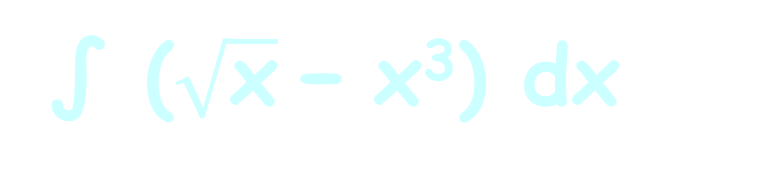 ∫ (√x − x³) dx